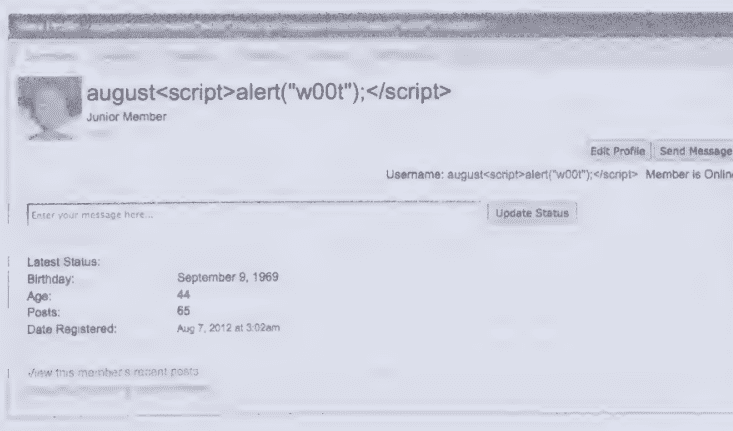 august<script>alert("w00t");</script>
Junior Member
Edit Profile Send Message
Username: august<script>alert("w00t");</script> Member is Online
Enter your message here... Update Status
Latest Status:
Birthday: September 9, 1969
Age: 44
Posts: 65
Date Registered: Aug 7, 2012 at 3:02am
View this member's recent posts